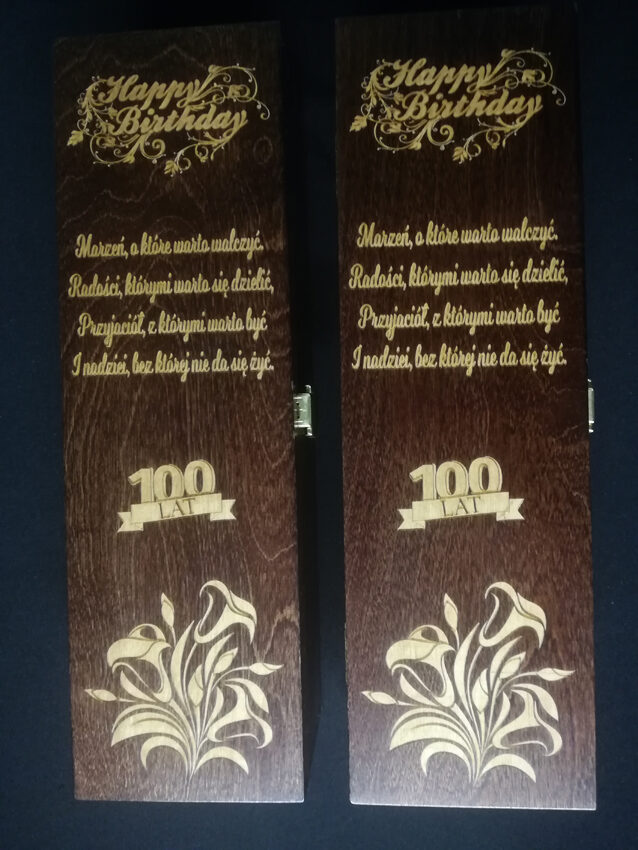 Happy
Birthday
Marzeń, o które warto walczyć.
Radości, którymi warto się dzielić,
Przyjaciół, z którymi warto być
I nadziei, bez której nie da się żyć.
100
LAT
Happy
Birthday
Marzeń, o które warto walczyć.
Radości, którymi warto się dzielić,
Przyjaciół, z którymi warto być
I nadziei, bez której nie da się żyć.
100
LAT